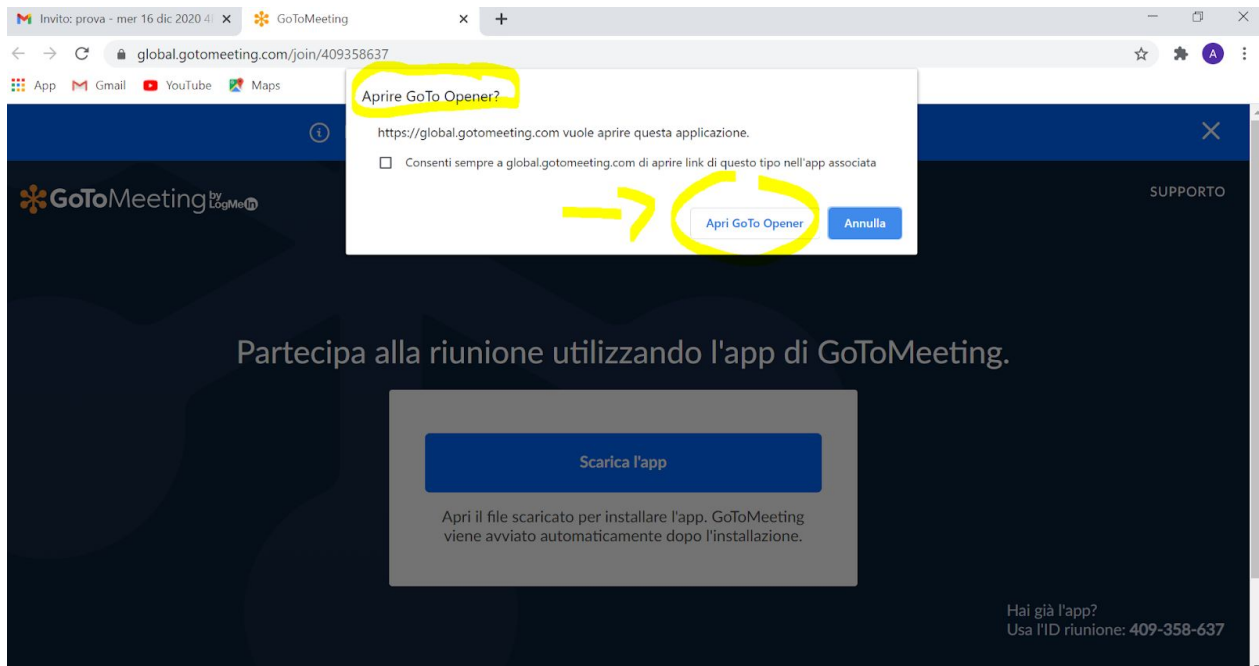 Invito: prova - mer 16 dic 2020 4
GoToMeeting
global.gotomeeting.com/join/409358637
A
App
Gmail
YouTube
Maps
Aprire GoTo Opener?
https://global.gotomeeting.com vuole aprire questa applicazione.
Consenti sempre a global.gotomeeting.com di aprire link di questo tipo nell'app associata
Apri GoTo Opener
Annulla
GoToMeeting by LogMeIn
SUPPORTO
Partecipa alla riunione utilizzando l'app di GoToMeeting.
Scarica l'app
Apri il file scaricato per installare l'app. GoToMeeting
viene avviato automaticamente dopo l'installazione.
Hai già l'app?
Usa l'ID riunione: 409-358-637